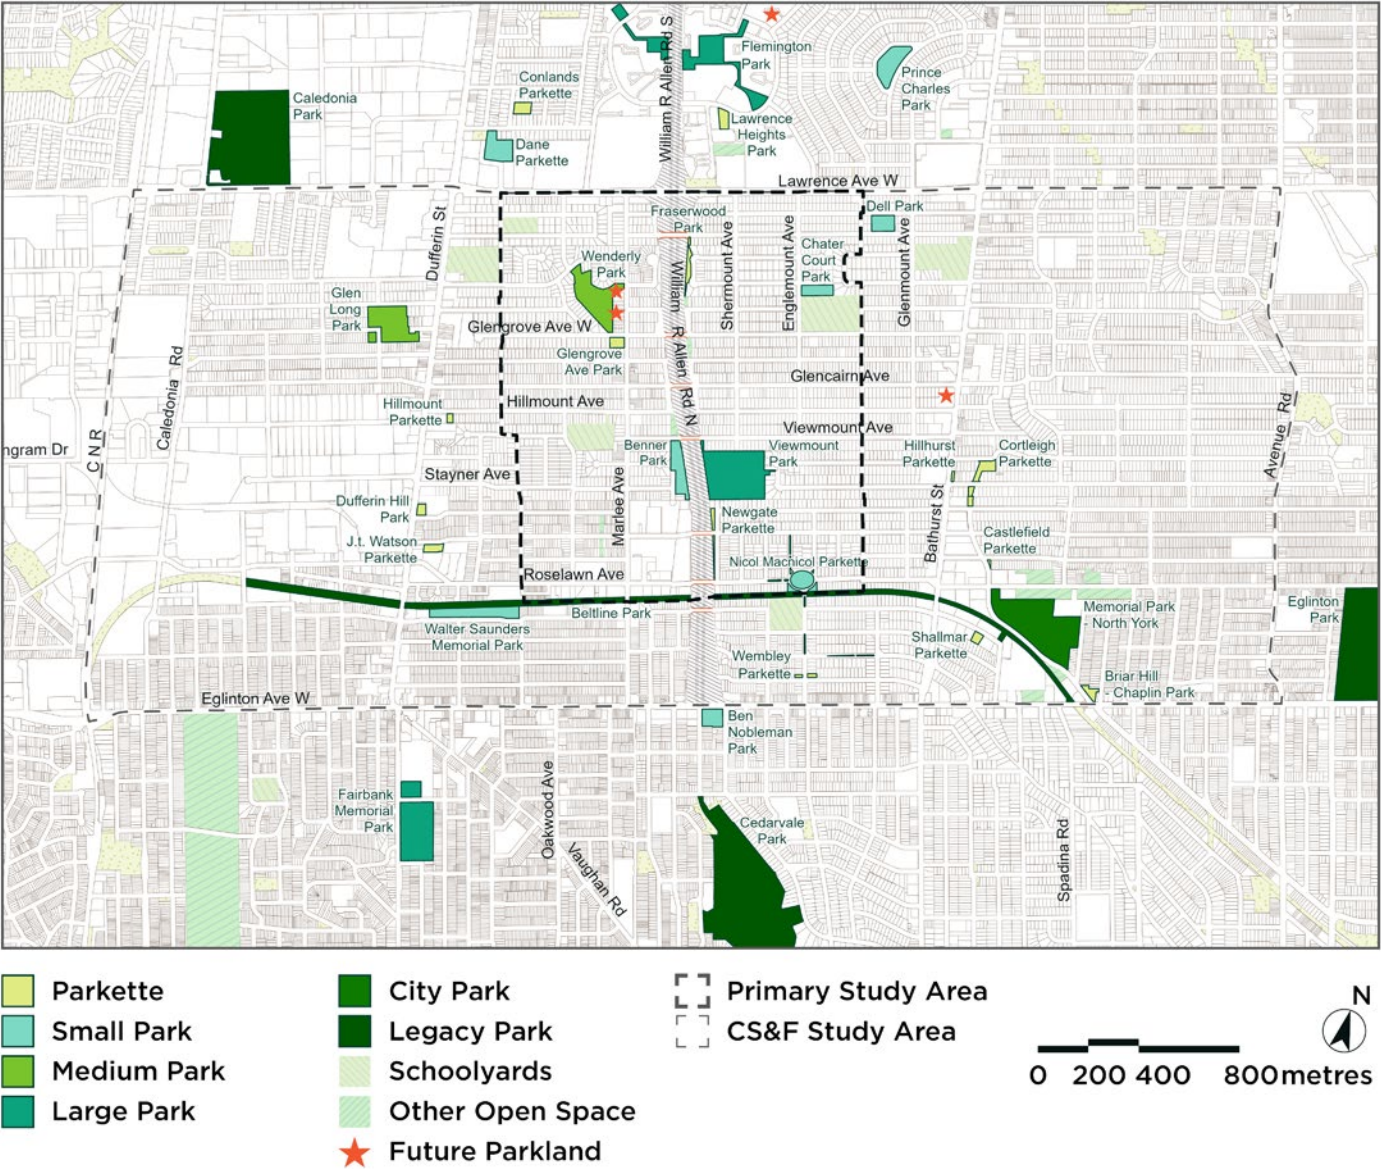 William R Allen Rd S
Flemington
Park
Conlands
Parkette
Prince
Charles
Park
Caledonia
Park
Lawrence
Heights
Park
Dane
Parkette
Lawrence Ave W
Dell Park
Fraserwood
Park
Dufferin St
Shermount Ave
Englemount Ave
Chater
Court
Park
Glenmount Ave
Wenderly
Park
William R Allen Rd N
Glen
Long
Park
Glengrove Ave W
Glengrove
Ave Park
Caledonia Rd
Glencairn Ave
Hillmount
Parkette
Hillmount Ave
Viewmount Ave
Avenue Rd
ngram Dr
C N R
Benner
Park
Viewmount
Park
Hillhurst
Parkette
Cortleigh
Parkette
Stayner Ave
Marlee Ave
Bathurst St
Dufferin Hill
Park
Newgate
Parkette
J.t. Watson
Parkette
Castlefield
Parkette
Nicol Macnicol Parkette
Roselawn Ave
Beltline Park
Walter Saunders
Memorial Park
Memorial Park
- North York
Eglinton
Park
Shallmar
Parkette
Wembley
Parkette
Briar Hill
- Chaplin Park
Eglinton Ave W
Ben
Nobleman
Park
Fairbank
Memorial
Park
Oakwood Ave
Vaughan Rd
Cedarvale
Park
Spadina Rd
Parkette
Small Park
Medium Park
Large Park
City Park
Legacy Park
Schoolyards
Other Open Space
Future Parkland
Primary Study Area
CS&F Study Area
N
0 200 400 800 metres